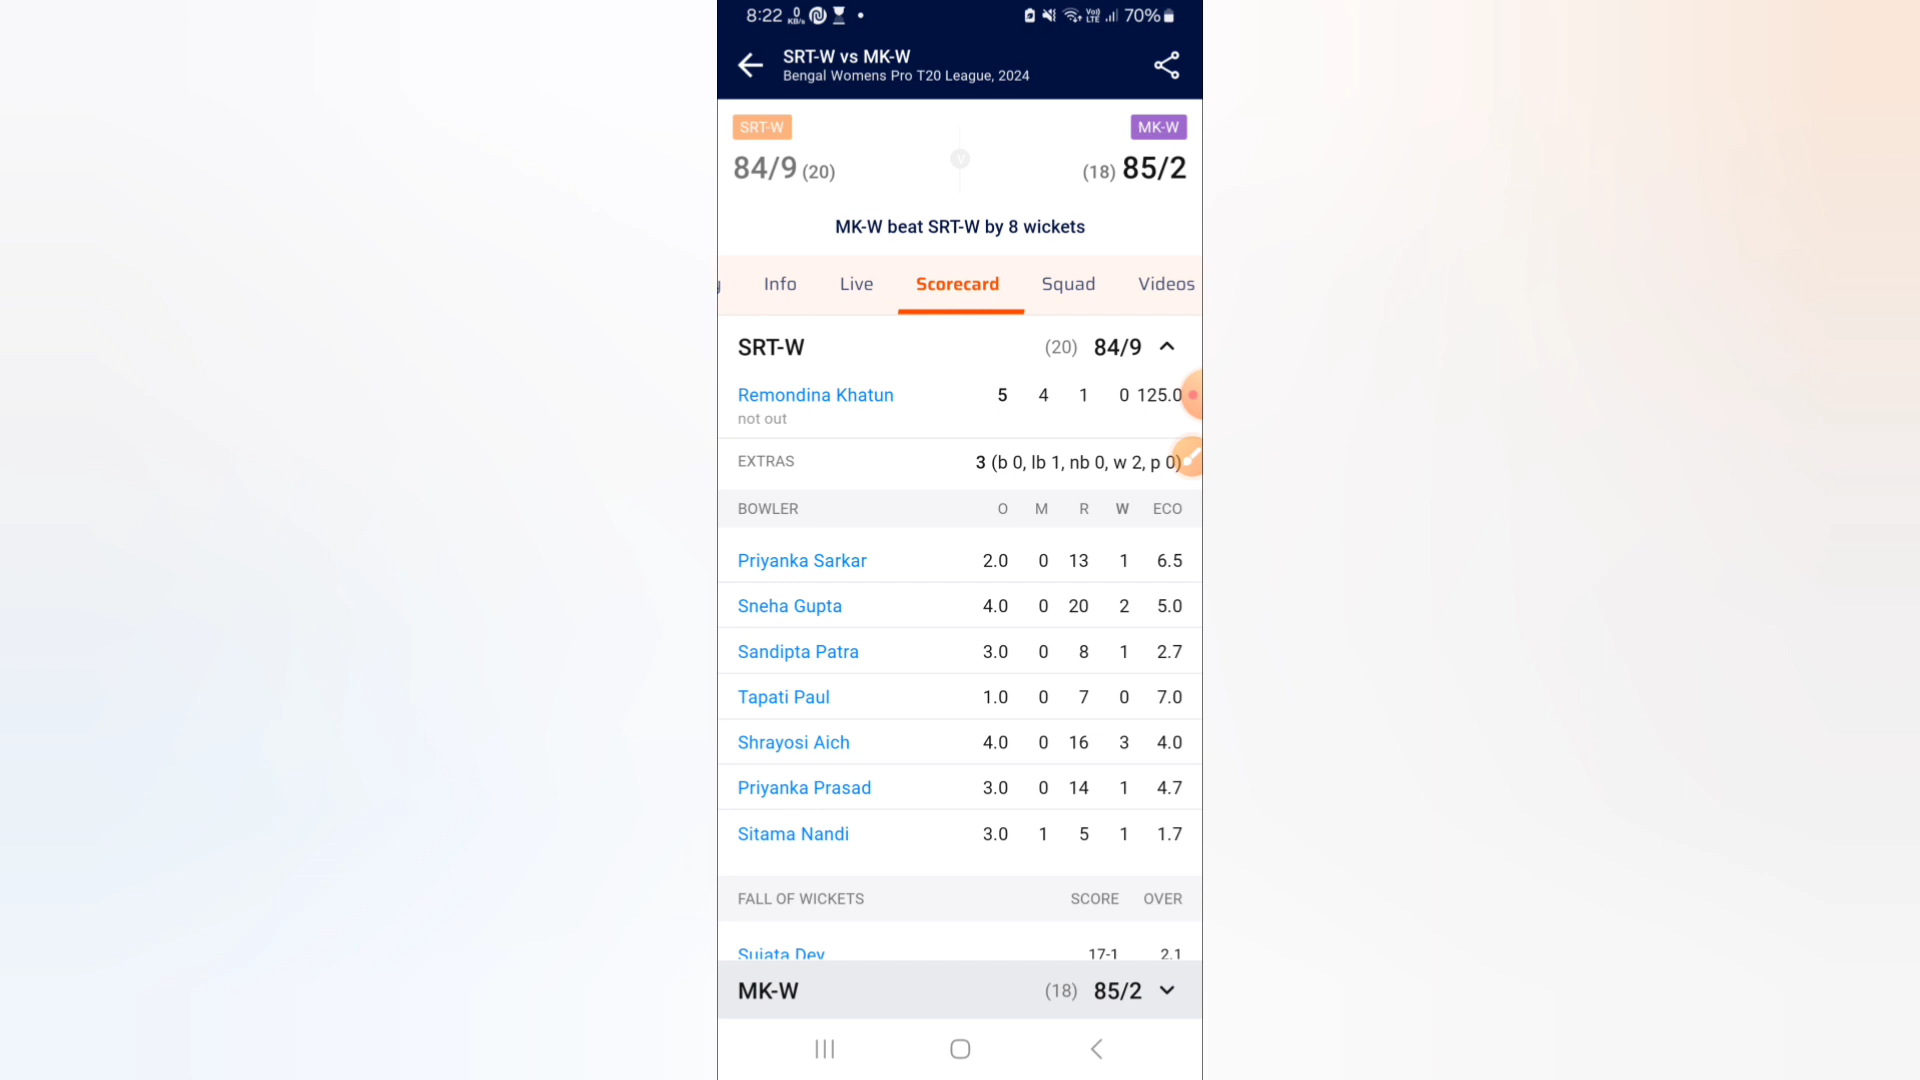 8:22 0 KB/s Vo) LTE 70%
SRT-W vs MK-W
Bengal Womens Pro T20 League, 2024
SRT-W MK-W
84/9 (20) V (18) 85/2
MK-W beat SRT-W by 8 wickets
y Info Live Scorecard Squad Videos
SRT-W (20) 84/9
Remondina Khatun 5 4 1 0 125.0
not out
EXTRAS 3 (b 0, lb 1, nb 0, w 2, p 0)
BOWLER O M R W ECO
Priyanka Sarkar 2.0 0 13 1 6.5
Sneha Gupta 4.0 0 20 2 5.0
Sandipta Patra 3.0 0 8 1 2.7
Tapati Paul 1.0 0 7 0 7.0
Shrayosi Aich 4.0 0 16 3 4.0
Priyanka Prasad 3.0 0 14 1 4.7
Sitama Nandi 3.0 1 5 1 1.7
FALL OF WICKETS SCORE OVER
Sujata Dey 17-1 2.1
MK-W (18) 85/2